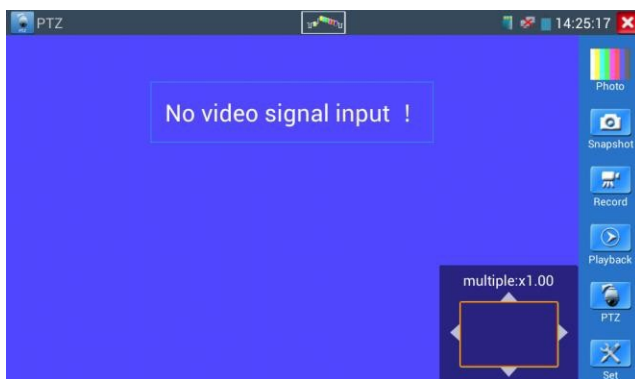 PTZ
14:25:17
No video signal input !
Photo
Snapshot
Record
Playback
multiple:x1.00
PTZ
Set